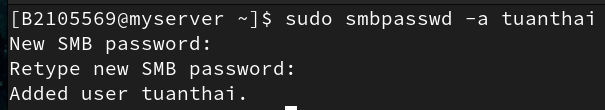 [B2105569@myserver ~]$ sudo smbpasswd -a tuanthai
New SMB password:
Retype new SMB password:
Added user tuanthai.